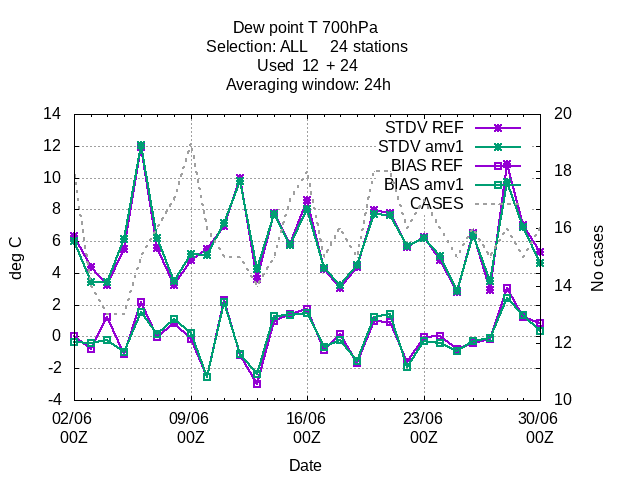 Dew point T 700hPa
Selection: ALL 24 stations
Used 12 + 24
Averaging window: 24h
14 20
STDV REF
12 STDV amv1
BIAS REF 18
10 BIAS amv1
CASES
8
16
6
deg C No cases
4 14
2
0 12
-2
-4 10
02/06 09/06 16/06 23/06 30/06
00Z 00Z 00Z 00Z 00Z
Date